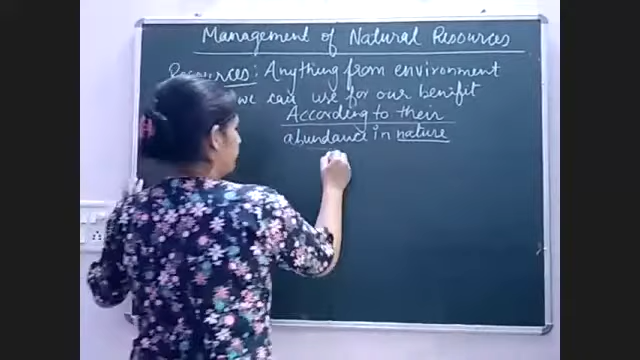 Management of Natural Resources
Resources: Anything from environment
we can use for our benifit
According to their
abundance in nature